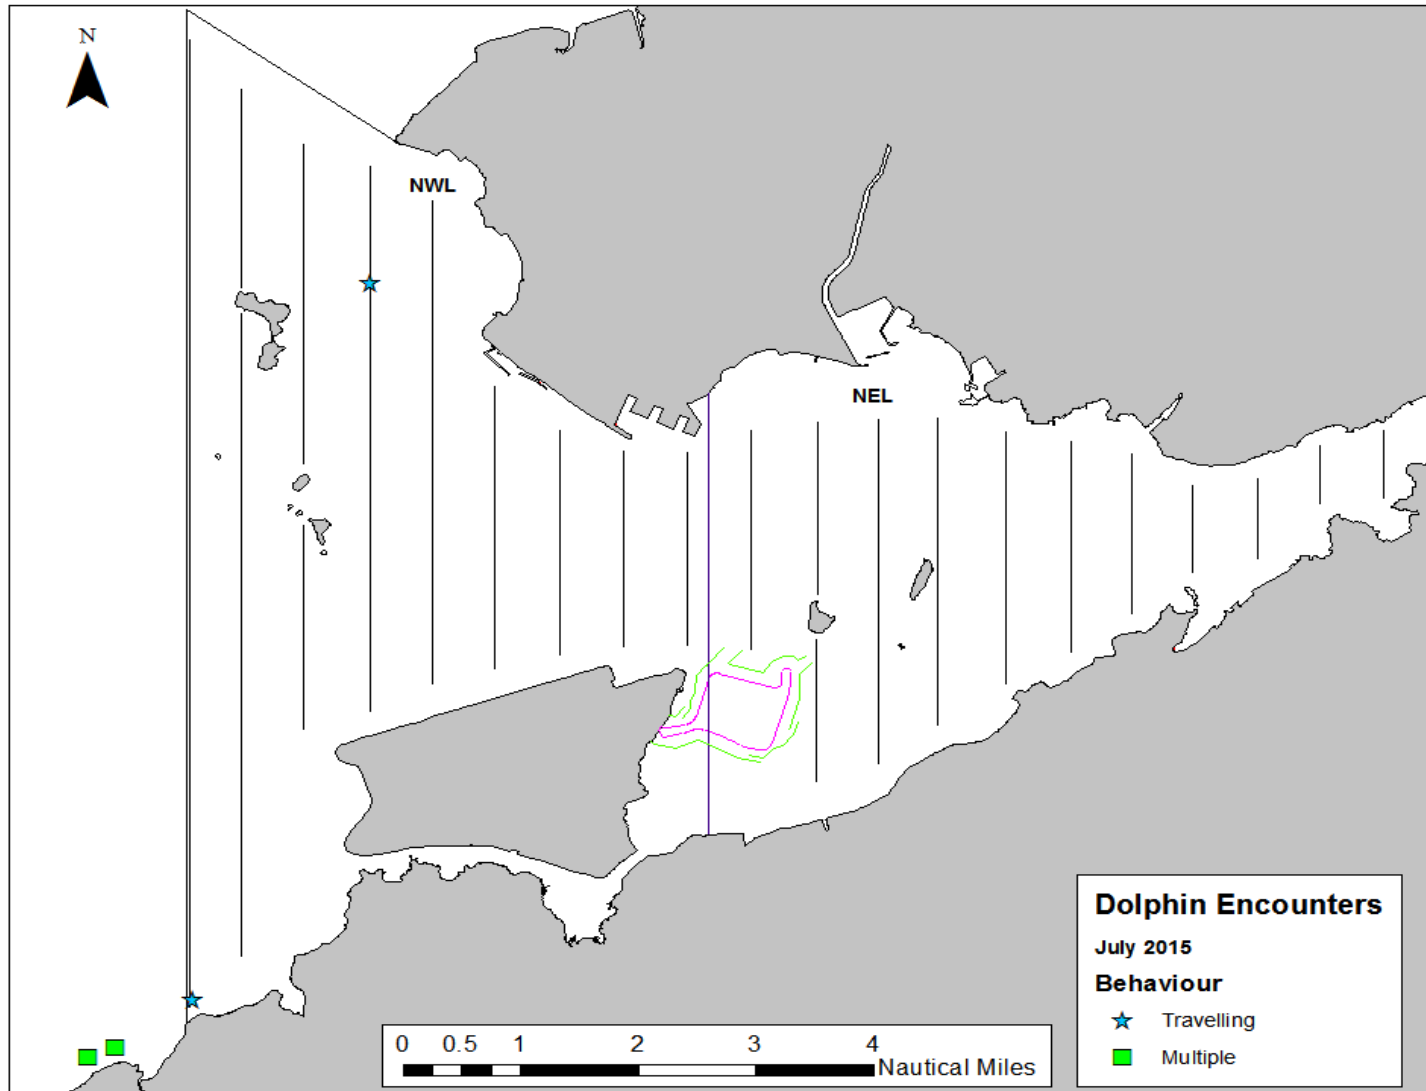 N
NWL
NEL
Dolphin Encounters
July 2015
Behaviour
Travelling
Multiple
0 0.5 1 2 3 4
Nautical Miles